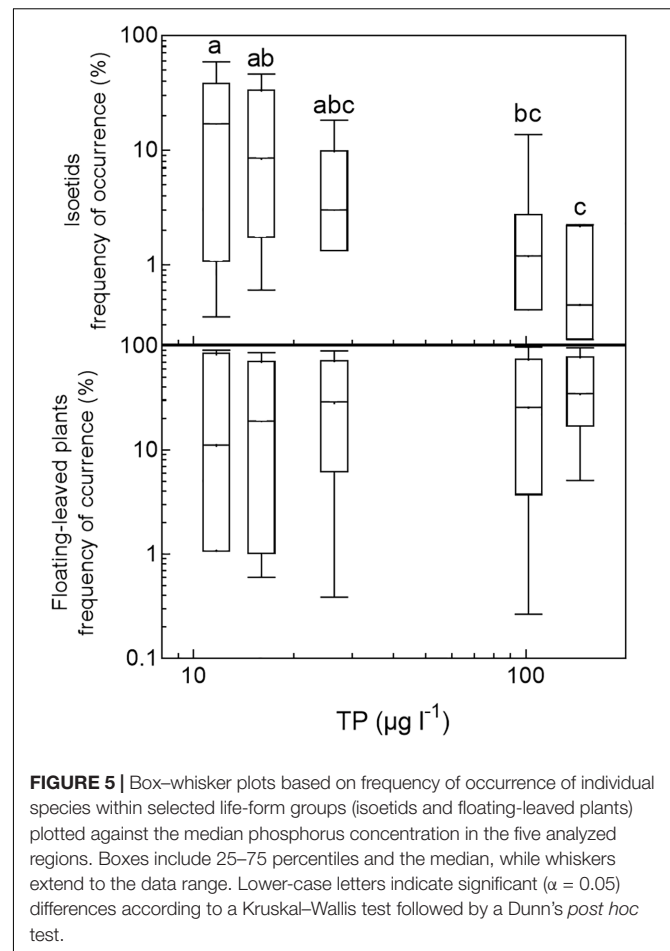 100
a
ab
abc
bc
c
10
1
Isoetids
frequency of occurrence (%)
100
10
1
0.1
Floating-leaved plants
frequency of ccurrence (%)
10
100
TP (µg l⁻¹)
FIGURE 5 | Box–whisker plots based on frequency of occurrence of individual
species within selected life-form groups (isoetids and floating-leaved plants)
plotted against the median phosphorus concentration in the five analyzed
regions. Boxes include 25–75 percentiles and the median, while whiskers
extend to the data range. Lower-case letters indicate significant (α = 0.05)
differences according to a Kruskal–Wallis test followed by a Dunn's post hoc
test.